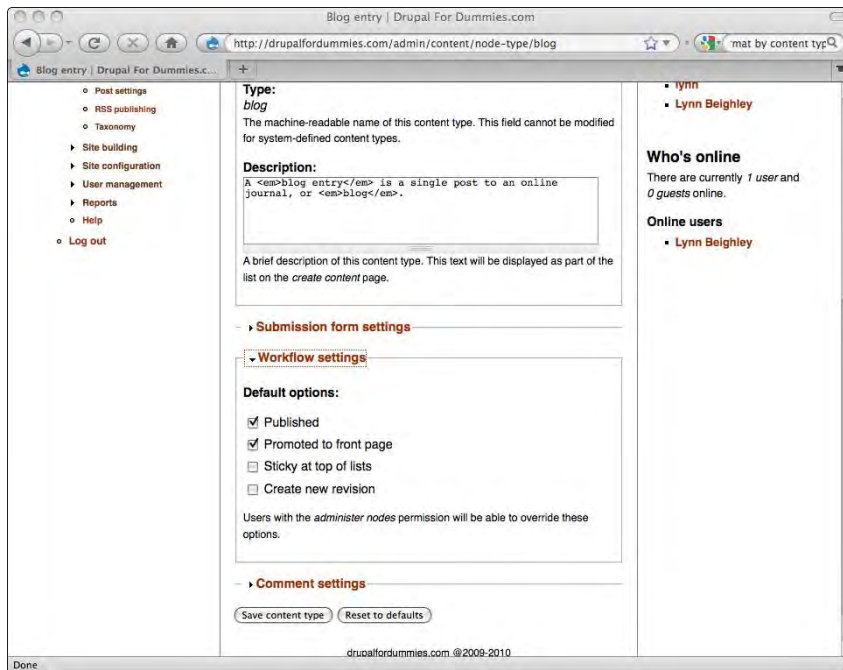 Blog entry | Drupal For Dummies.com
http://drupalfordummies.com/admin/content/node-type/blog
mat by content typ
Blog entry | Drupal For Dummies.c...
Post settings
RSS publishing
Taxonomy
Site building
Site configuration
User management
Reports
Help
Log out
Type:
blog
The machine-readable name of this content type. This field cannot be modified
for system-defined content types.
Description:
A <em>blog entry</em> is a single post to an online
journal, or <em>blog</em>.
A brief description of this content type. This text will be displayed as part of the
list on the create content page.
Submission form settings
Workflow settings
Default options:
Published
Promoted to front page
Sticky at top of lists
Create new revision
Users with the administer nodes permission will be able to override these
options.
Comment settings
Save content type Reset to defaults
drupalfordummies.com @2009-2010
lynn
Lynn Beighley
Who's online
There are currently 1 user and
0 guests online.
Online users
Lynn Beighley
Done